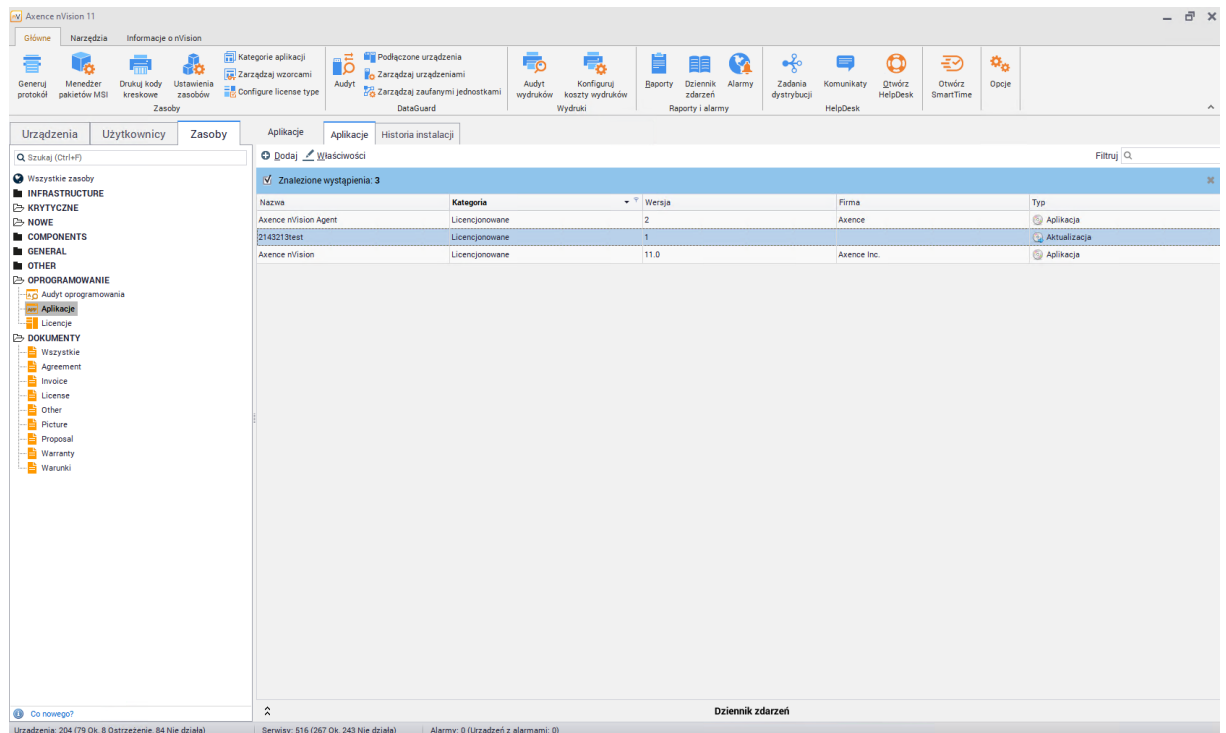 Axence nVision 11
Główne Narzędzia Informacje o nVision
Generuj protokół
Menedżer pakietów MSI
Drukuj kody kreskowe
Ustawienia zasobów
Kategorie aplikacji
Zarządzaj wzorcami
Configure license type
Zasoby
Audyt
Podłączone urządzenia
Zarządzaj urządzeniami
Zarządzaj zaufanymi jednostkami
DataGuard
Audyt wydruków
Konfiguruj koszty wydruków
Wydruki
Raporty
Dziennik zdarzeń
Alarmy
Raporty i alarmy
Zadania dystrybucji
Komunikaty
Otwórz HelpDesk
HelpDesk
Otwórz SmartTime
Opcje
Urządzenia Użytkownicy Zasoby
Szukaj (Ctrl+F)
Wszystkie zasoby
INFRASTRUCTURE
KRYTYCZNE
NOWE
COMPONENTS
GENERAL
OTHER
OPROGRAMOWANIE
Audyt oprogramowania
Aplikacje
Licencje
DOKUMENTY
Wszystkie
Agreement
Invoice
License
Other
Picture
Proposal
Warranty
Warunki
Co nowego?
Aplikacje Aplikacje Historia instalacji
Dodaj Właściwości Filtruj
Znalezione wystąpienia: 3
Nazwa Kategoria Wersja Firma Typ
Axence nVision Agent Licencjonowane 2 Axence Aplikacja
2143213test Licencjonowane 1 Aktualizacja
Axence nVision Licencjonowane 11.0 Axence Inc. Aplikacja
Dziennik zdarzeń
Urządzenia: 204 (79 Ok, 8 Ostrzeżenie, 84 Nie działa) Serwisy: 516 (267 Ok, 243 Nie działa) Alarmy: 0 (Urządzeń z alarmami: 0)